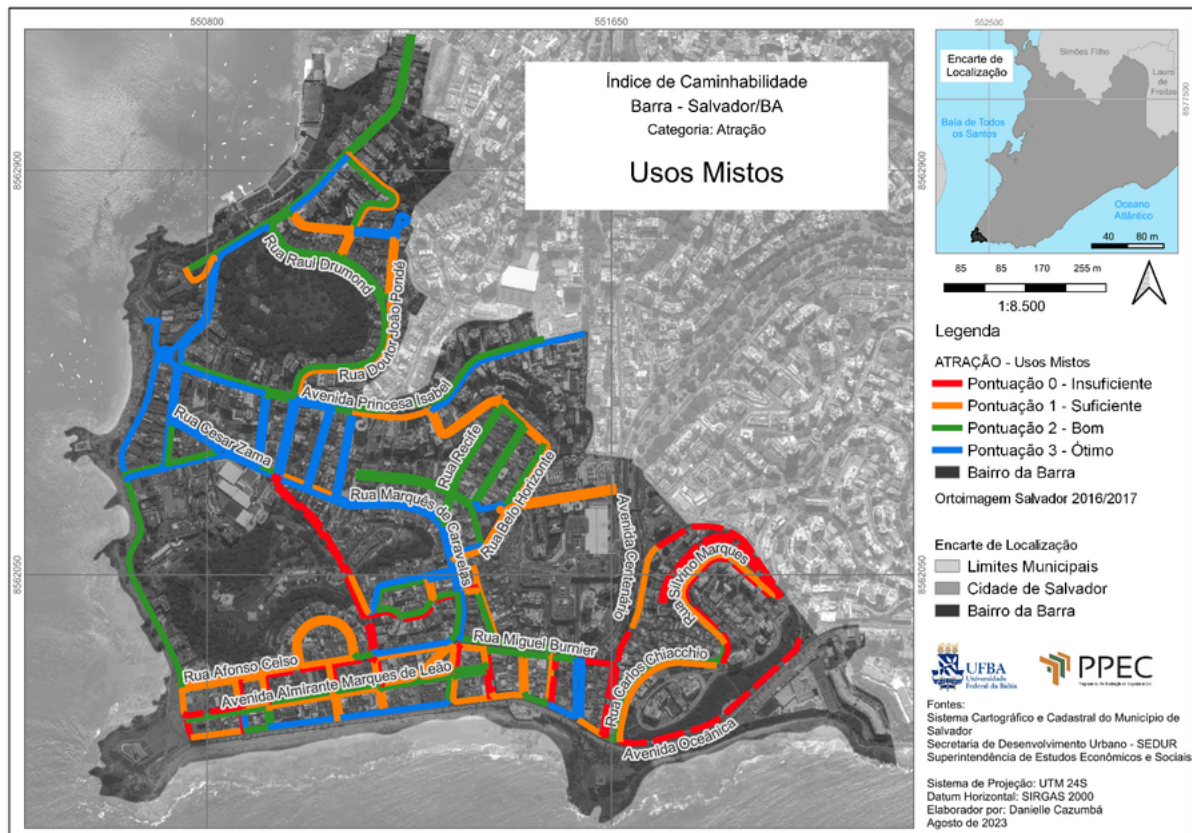 550800
551650
552500
Índice de Caminhabilidade
Barra - Salvador/BA
Categoria: Atração
Usos Mistos
8562900
8562050
8562900
8562050
8577500
Encarte de
Localização
Simões Filho
Lauro
de
Freitas
Baía de Todos
os Santos
Oceano
Atlântico
40 80 m
85 85 170 255 m
1:8.500
Rua Raul Drumond
Rua Doutor João Pondé
Avenida Princesa Isabel
Rua Cesar Zama
Rua Recife
Rua Belo Horizonte
Rua Marquês de Caravelas
Avenida Centenário
Rua Silvino Marques
Rua Miguel Burnier
Rua Carlos Chiacchio
Rua Afonso Celso
Avenida Almirante Marques de Leão
Avenida Oceânica
Legenda
ATRAÇÃO - Usos Mistos
Pontuação 0 - Insuficiente
Pontuação 1 - Suficiente
Pontuação 2 - Bom
Pontuação 3 - Ótimo
Bairro da Barra
Ortoimagem Salvador 2016/2017
Encarte de Localização
Limites Municipais
Cidade de Salvador
Bairro da Barra
UFBA
Universidade
Federal da Bahia
PPEC
Fontes:
Sistema Cartográfico e Cadastral do Município de
Salvador
Secretaria de Desenvolvimento Urbano - SEDUR
Superintendência de Estudos Econômicos e Sociais
Sistema de Projeção: UTM 24S
Datum Horizontal: SIRGAS 2000
Elaborador por: Danielle Cazumbá
Agosto de 2023